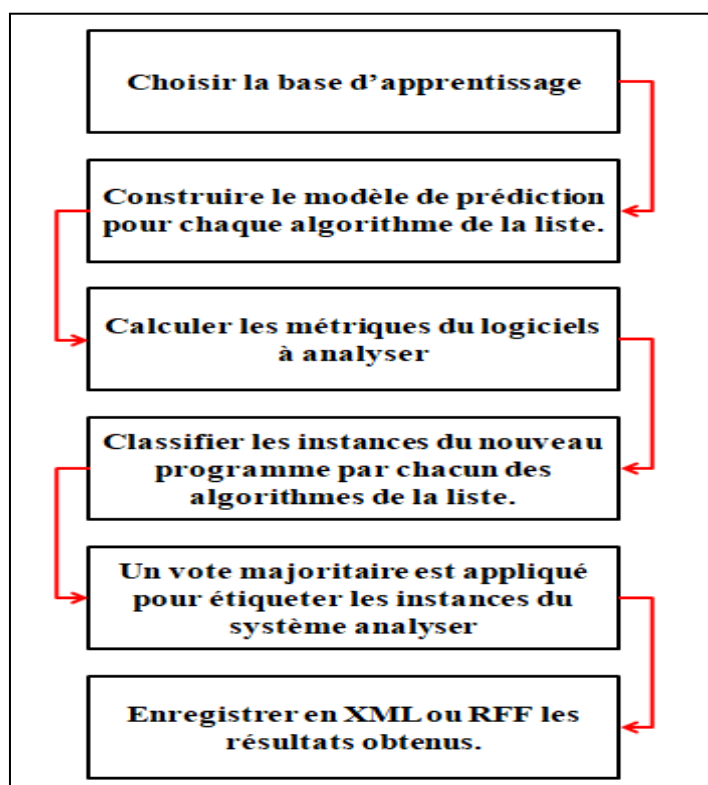 Choisir la base d'apprentissage
Construire le modèle de prédiction
pour chaque algorithme de la liste.
Calculer les métriques du logiciels
à analyser
Classifier les instances du nouveau
programme par chacun des
algorithmes de la liste.
Un vote majoritaire est appliqué
pour étiqueter les instances du
système analyser
Enregistrer en XML ou RFF les
résultats obtenus.